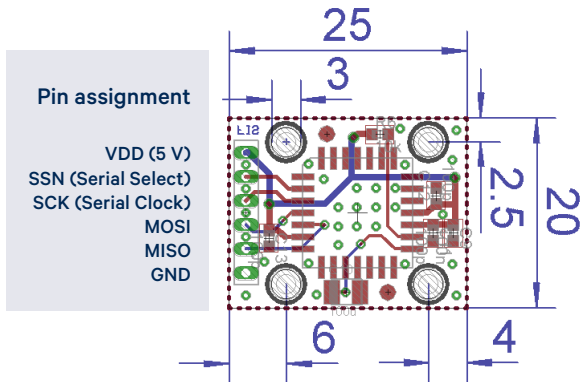 25
3
Pin assignment
VDD (5 V)
SSN (Serial Select)
SCK (Serial Clock)
MOSI
MISO
GND
2.5
20
6
4